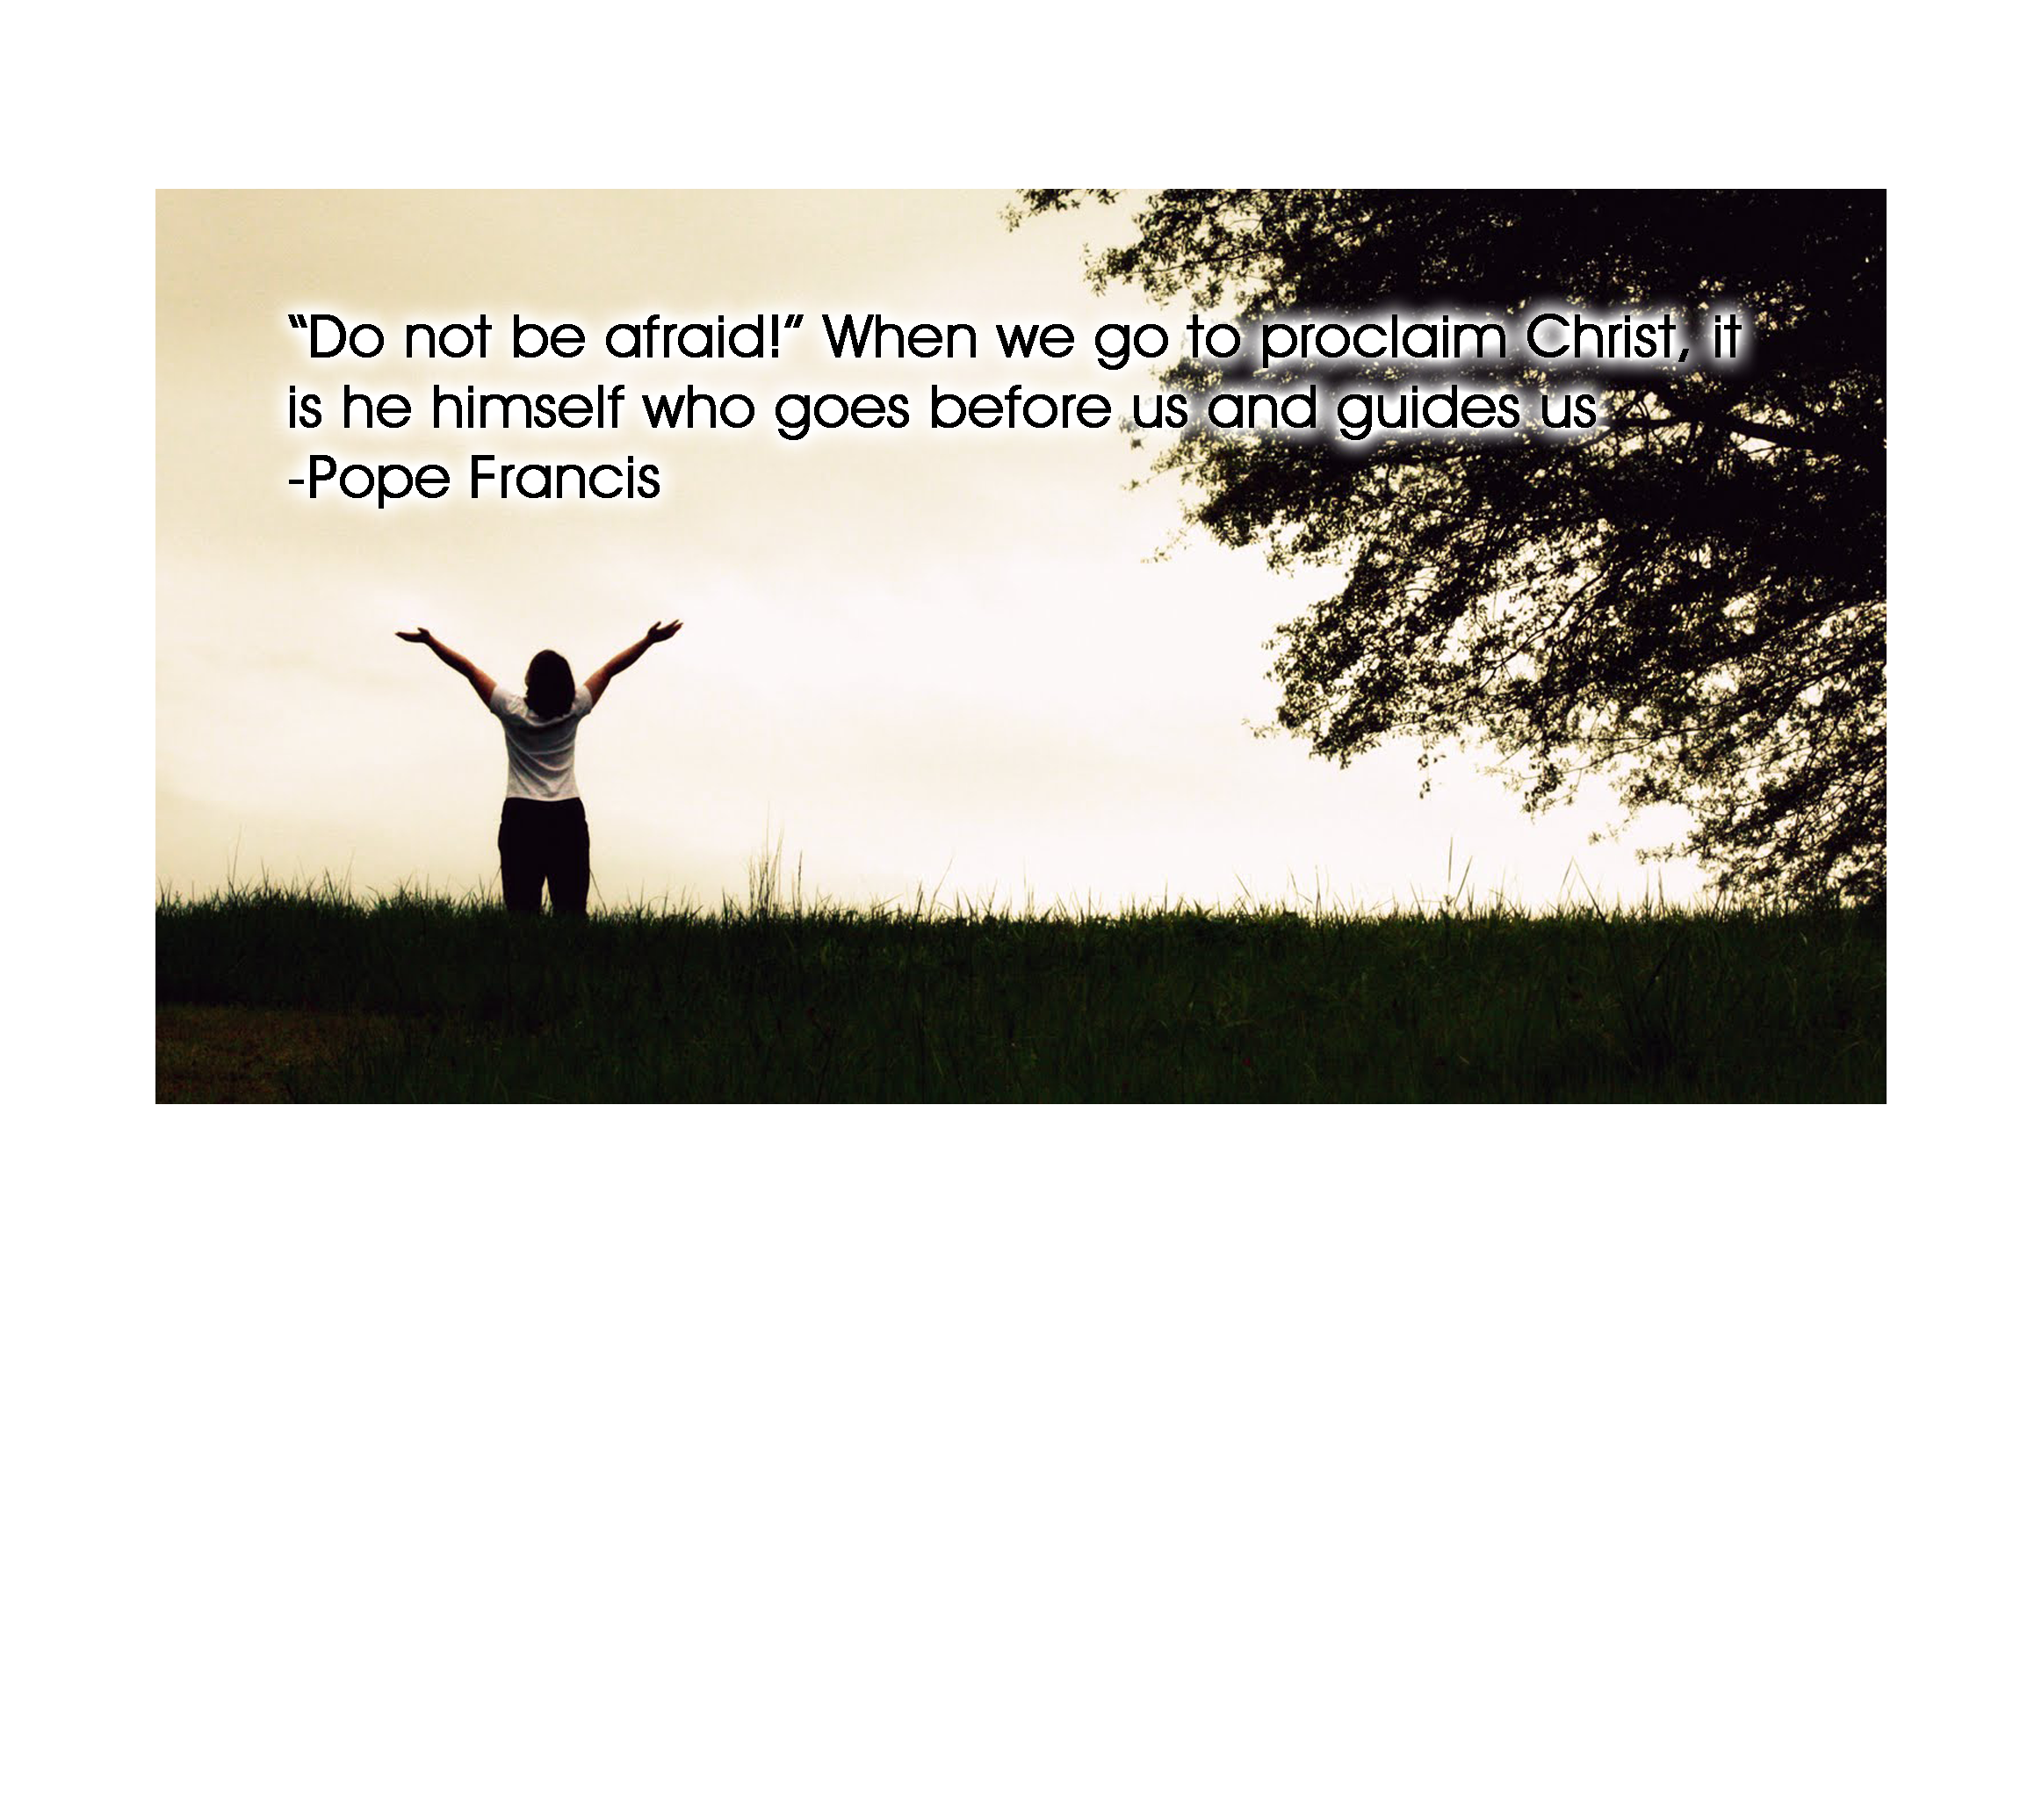 “Do not be afraid!” When we go to proclaim Christ, it
is he himself who goes before us and guides us
-Pope Francis